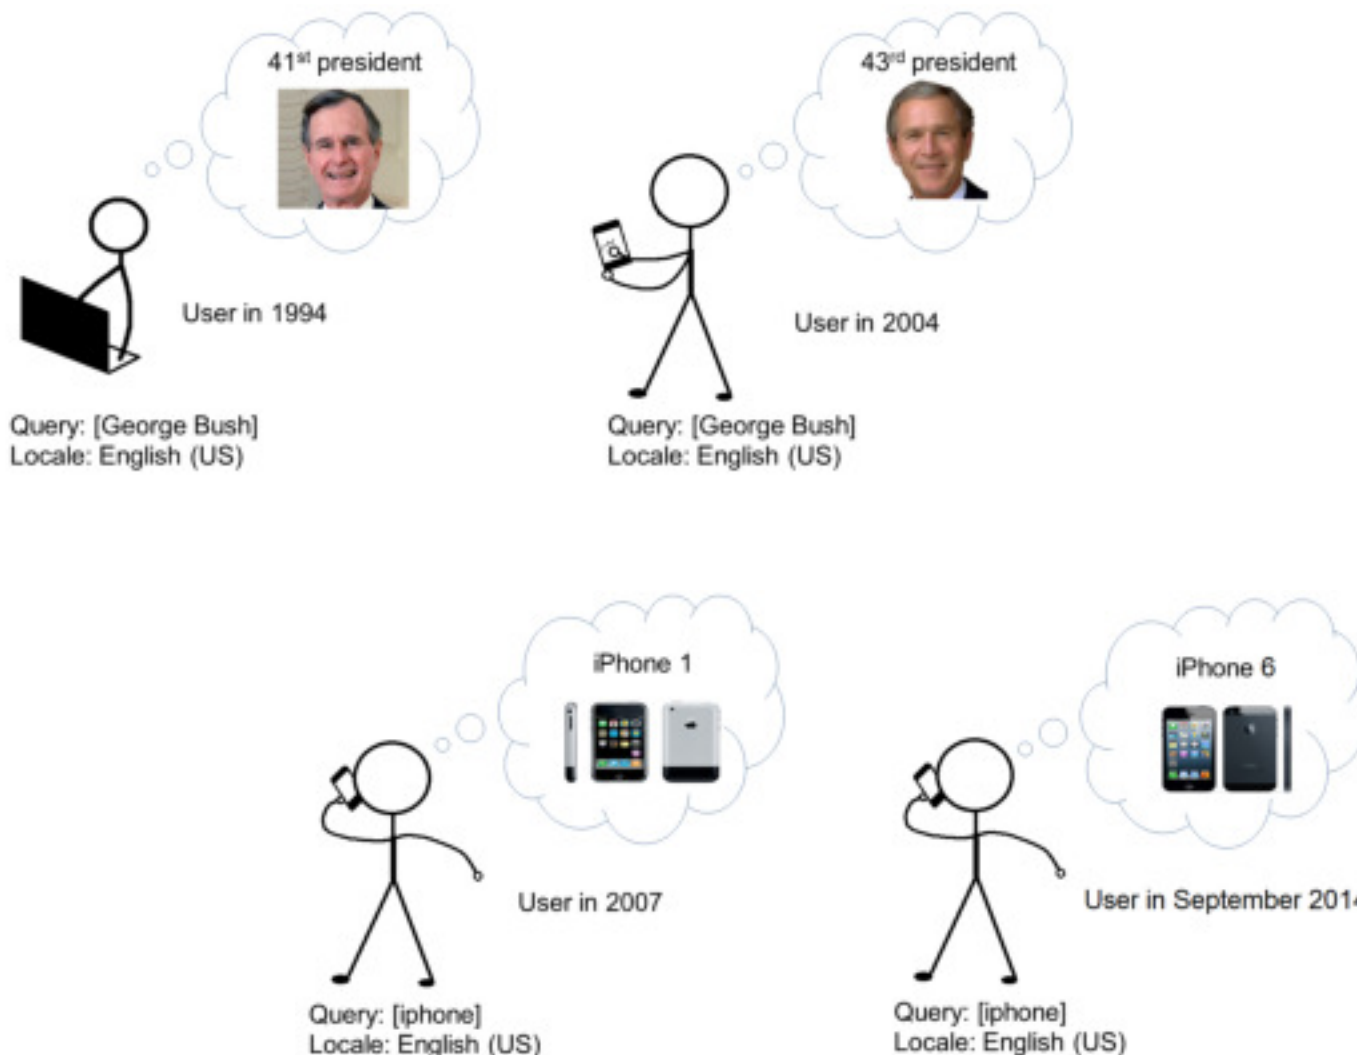 41st president
43rd president
User in 1994
User in 2004
Query: [George Bush]
Locale: English (US)
Query: [George Bush]
Locale: English (US)
iPhone 1
iPhone 6
User in 2007
User in September 2014
Query: [iphone]
Locale: English (US)
Query: [iphone]
Locale: English (US)